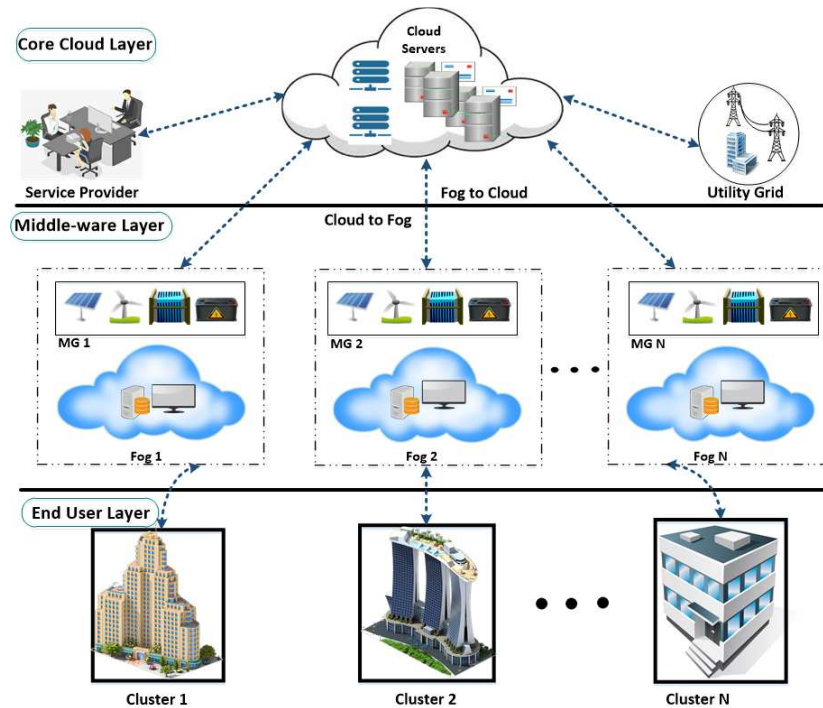 Core Cloud Layer
Cloud
Servers
Service Provider
Utility Grid
Fog to Cloud
Middle-ware Layer
Cloud to Fog
MG 1
MG 2
MG N
Fog 1
Fog 2
Fog N
End User Layer
Cluster 1
Cluster 2
Cluster N